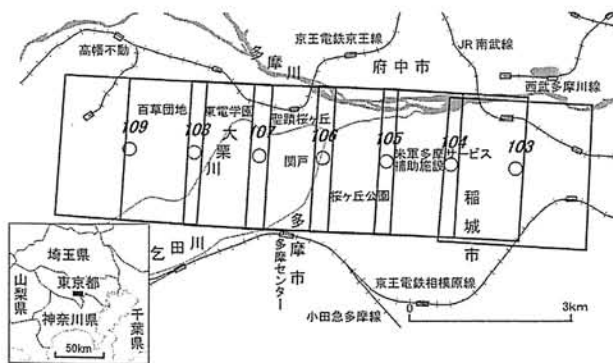 京王電鉄京王線
高幡不動
多摩川
府中市
JR南武線
西武多摩川線
百草団地
東電学園
聖蹟桜ヶ丘
109
108
107
106
105
104
103
大栗川
関戸
米軍多摩サービス
補助施設
桜ヶ丘公園
稲城市
乞田川
多摩市
多摩センター
京王電鉄相模原線
小田急多摩線
0
3km
埼玉県
東京都
山梨県
神奈川県
千葉県
50km